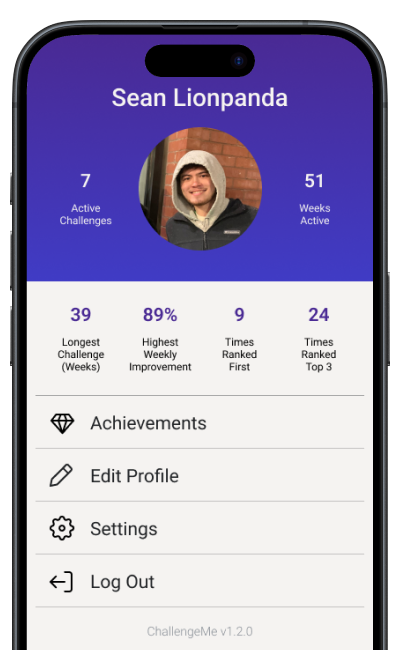 Sean Lionpanda
7
Active
Challenges
51
Weeks
Active
39
Longest
Challenge
(Weeks)
89%
Highest
Weekly
Improvement
9
Times
Ranked
First
24
Times
Ranked
Top 3
Achievements
Edit Profile
Settings
Log Out
ChallengeMe v1.2.0